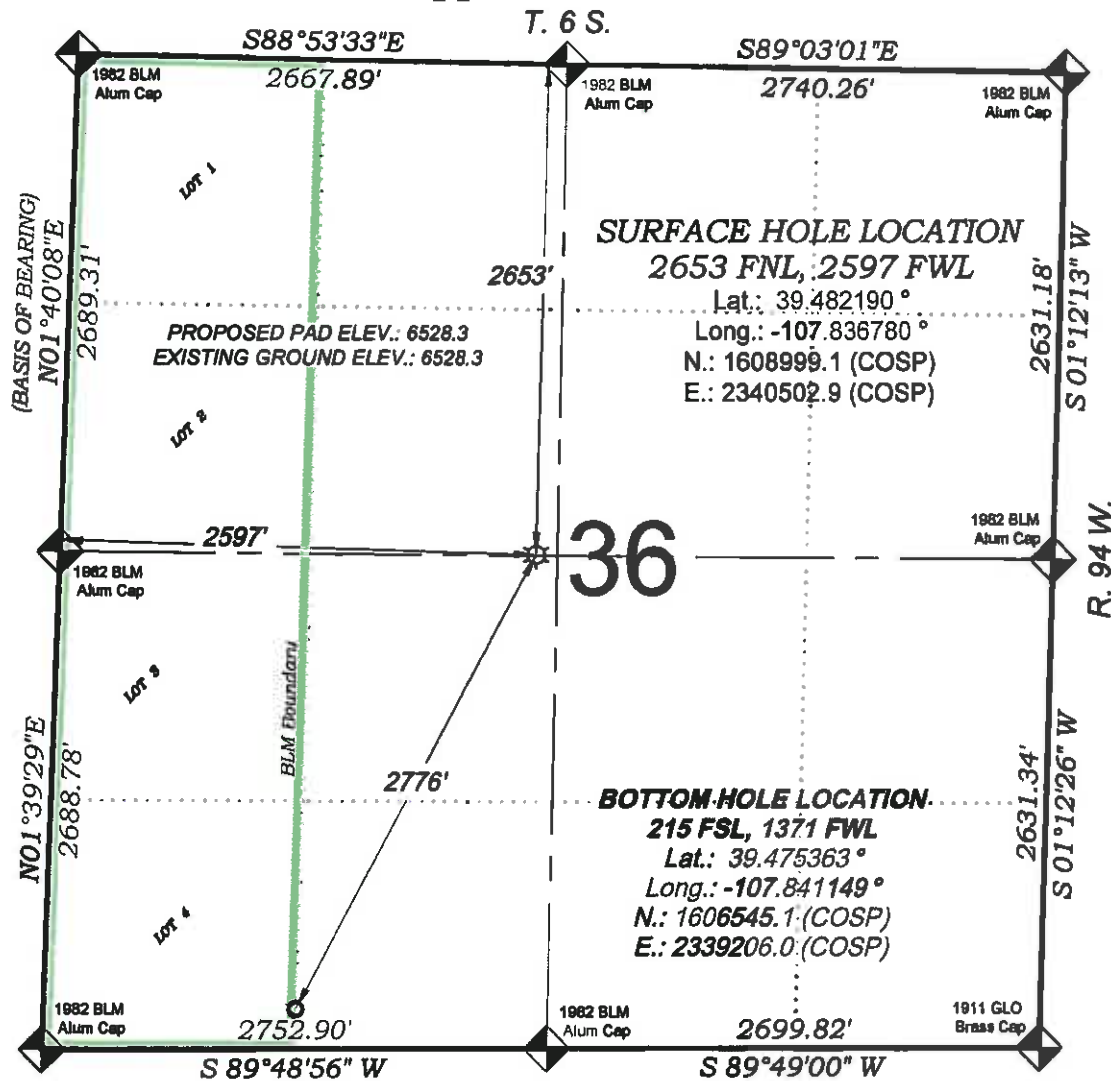 T. 6 S.
S88°53'33"E
S89°03'01"E
2667.89'
2740.26'
1982 BLM
Alum Cap
1982 BLM
Alum Cap
1982 BLM
Alum Cap
LOT 1
(BASIS OF BEARING)
N01°40'08"E
2689.31'
2653'
SURFACE HOLE LOCATION
2653 FNL, 2597 FWL
Lat.: 39.482190 °
Long.: -107.836780 °
N.: 1608999.1 (COSP)
E.: 2340502.9 (COSP)
2631.18'
S 01°12'13" W
PROPOSED PAD ELEV.: 6528.3
EXISTING GROUND ELEV.: 6528.3
LOT 2
2597'
36
1982 BLM
Alum Cap
1982 BLM
Alum Cap
R. 94 W.
LOT 3
BLM Boundary
N01°39'29"E
2688.78'
2776'
BOTTOM HOLE LOCATION
215 FSL, 1371 FWL
Lat.: 39.475363 °
Long.: -107.841149 °
N.: 1606545.1 (COSP)
E.: 2339206.0 (COSP)
2631.34'
S 01°12'26" W
LOT 4
1982 BLM
Alum Cap
1982 BLM
Alum Cap
1911 GLO
Brass Cap
2752.90'
2699.82'
S 89°48'56" W
S 89°49'00" W